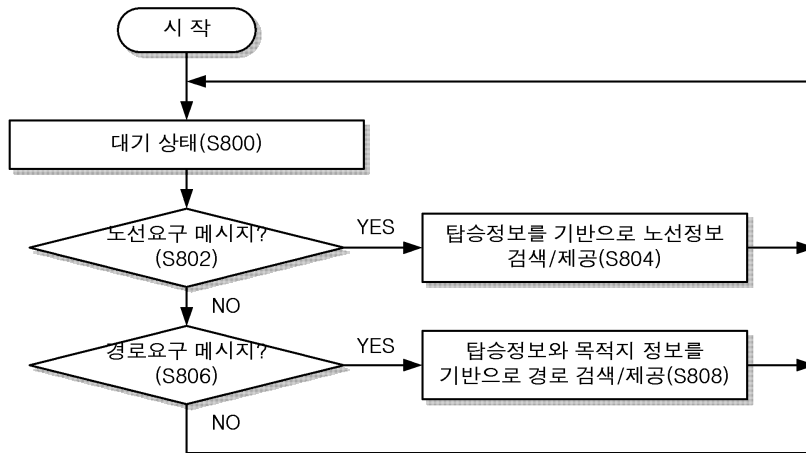 시 작
대기 상태(S800)
노선요구 메시지?
(S802)
YES
탑승정보를 기반으로 노선정보
검색/제공(S804)
NO
경로요구 메시지?
(S806)
YES
탑승정보와 목적지 정보를
기반으로 경로 검색/제공(S808)
NO